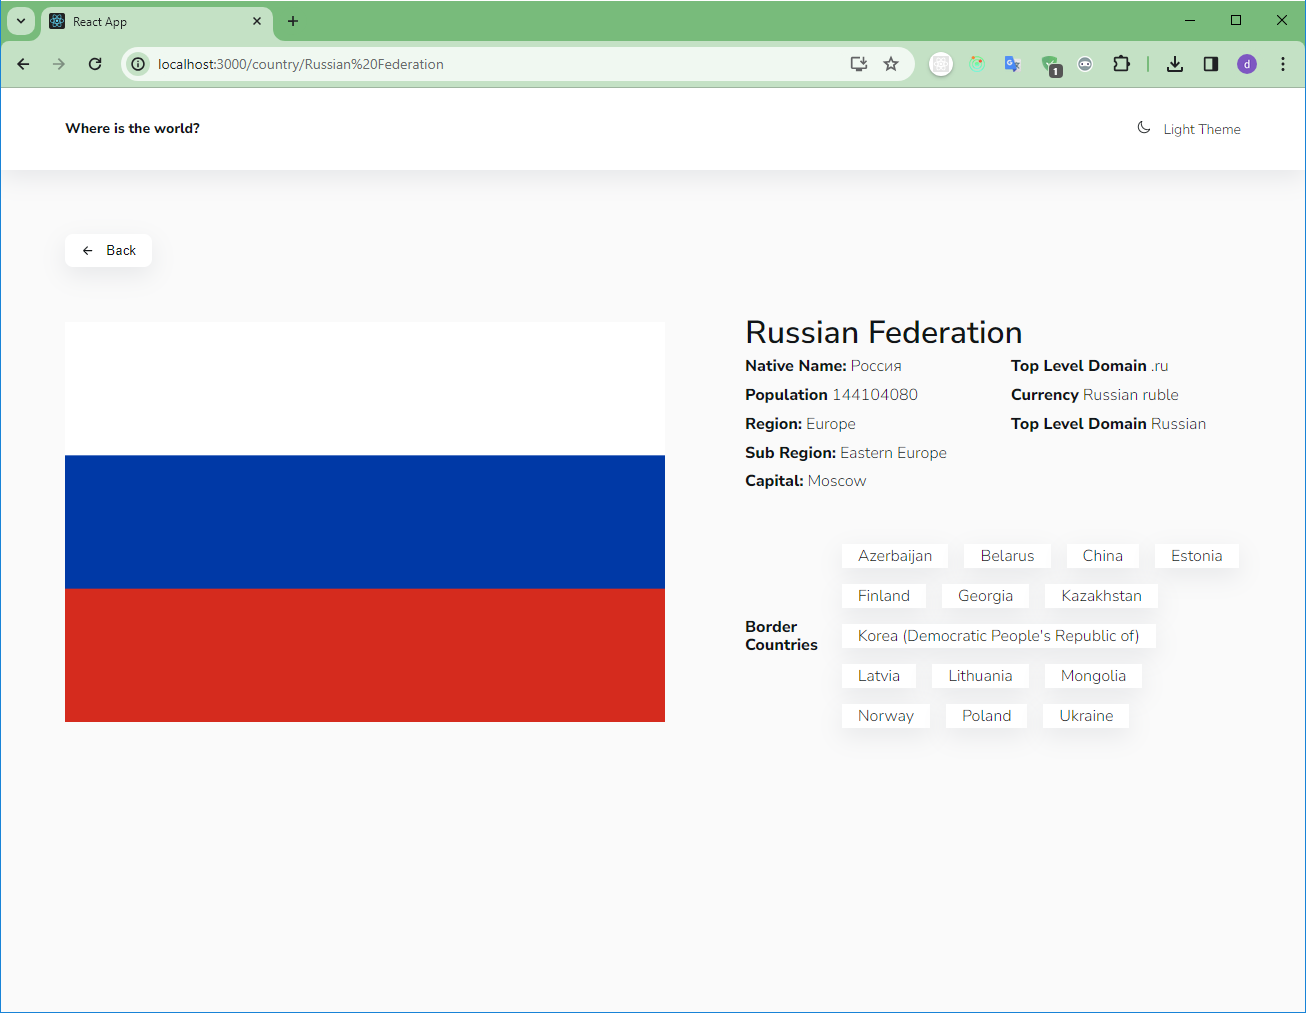 React App
localhost:3000/country/Russian%20Federation
1
d
Where is the world?
Light Theme
Back
Russian Federation
Native Name: Россия
Population 144104080
Region: Europe
Sub Region: Eastern Europe
Capital: Moscow
Top Level Domain .ru
Currency Russian ruble
Top Level Domain Russian
Border
Countries
Azerbaijan Belarus China Estonia
Finland Georgia Kazakhstan
Korea (Democratic People's Republic of)
Latvia Lithuania Mongolia
Norway Poland Ukraine